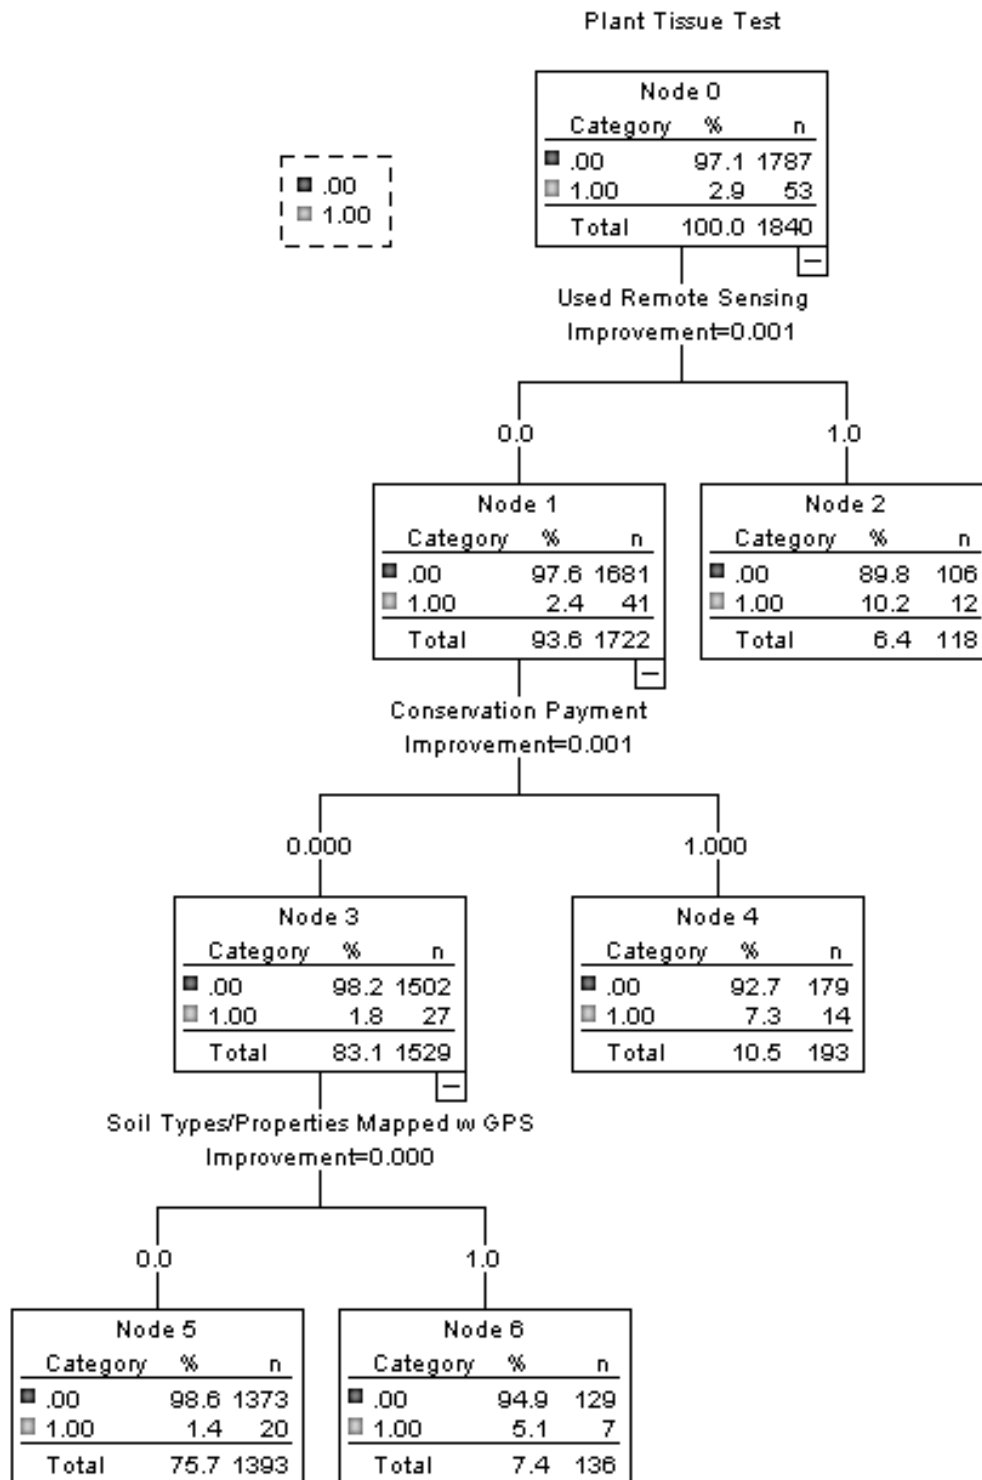 Plant Tissue Test
Node 0
Category % n
.00 97.1 1787
1.00 2.9 53
Total 100.0 1840
.00
1.00
Used Remote Sensing
Improvement=0.001
0.0 1.0
Node 1
Category % n
.00 97.6 1681
1.00 2.4 41
Total 93.6 1722
Node 2
Category % n
.00 89.8 106
1.00 10.2 12
Total 6.4 118
Conservation Payment
Improvement=0.001
0.000 1.000
Node 3
Category % n
.00 98.2 1502
1.00 1.8 27
Total 83.1 1529
Node 4
Category % n
.00 92.7 179
1.00 7.3 14
Total 10.5 193
Soil Types/Properties Mapped w GPS
Improvement=0.000
0.0 1.0
Node 5
Category % n
.00 98.6 1373
1.00 1.4 20
Total 75.7 1393
Node 6
Category % n
.00 94.9 129
1.00 5.1 7
Total 7.4 136